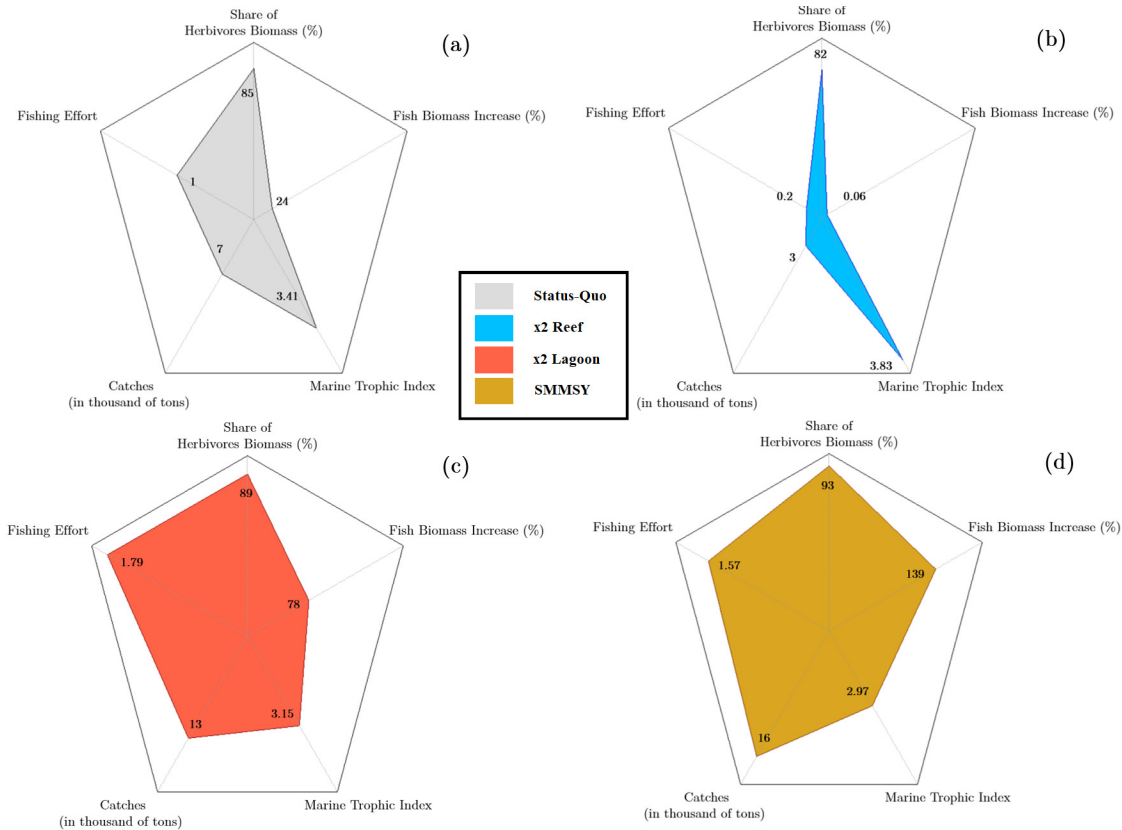 Share of
Herbivores Biomass (%)
(a)
85
Fishing Effort
Fish Biomass Increase (%)
1
24
7
3.41
Catches
(in thousand of tons)
Marine Trophic Index
Share of
Herbivores Biomass (%)
(b)
82
Fishing Effort
Fish Biomass Increase (%)
0.2
0.06
3
3.83
Catches
(in thousand of tons)
Marine Trophic Index
Status-Quo
x2 Reef
x2 Lagoon
SMMSY
Share of
Herbivores Biomass (%)
(c)
89
Fishing Effort
Fish Biomass Increase (%)
1.79
78
13
3.15
Catches
(in thousand of tons)
Marine Trophic Index
Share of
Herbivores Biomass (%)
(d)
93
Fishing Effort
Fish Biomass Increase (%)
1.57
139
2.97
16
Catches
(in thousand of tons)
Marine Trophic Index